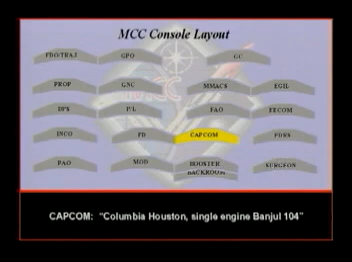 MCC Console Layout
FDO/TRAJ GPO GC
PROP GNC MMACS EGIL
DPS P/L FAO EECOM
INCO FD CAPCOM PDRS
PAO MOD BOOSTER SURGEON
BACKROOM
CAPCOM: "Columbia Houston, single engine Banjul 104"